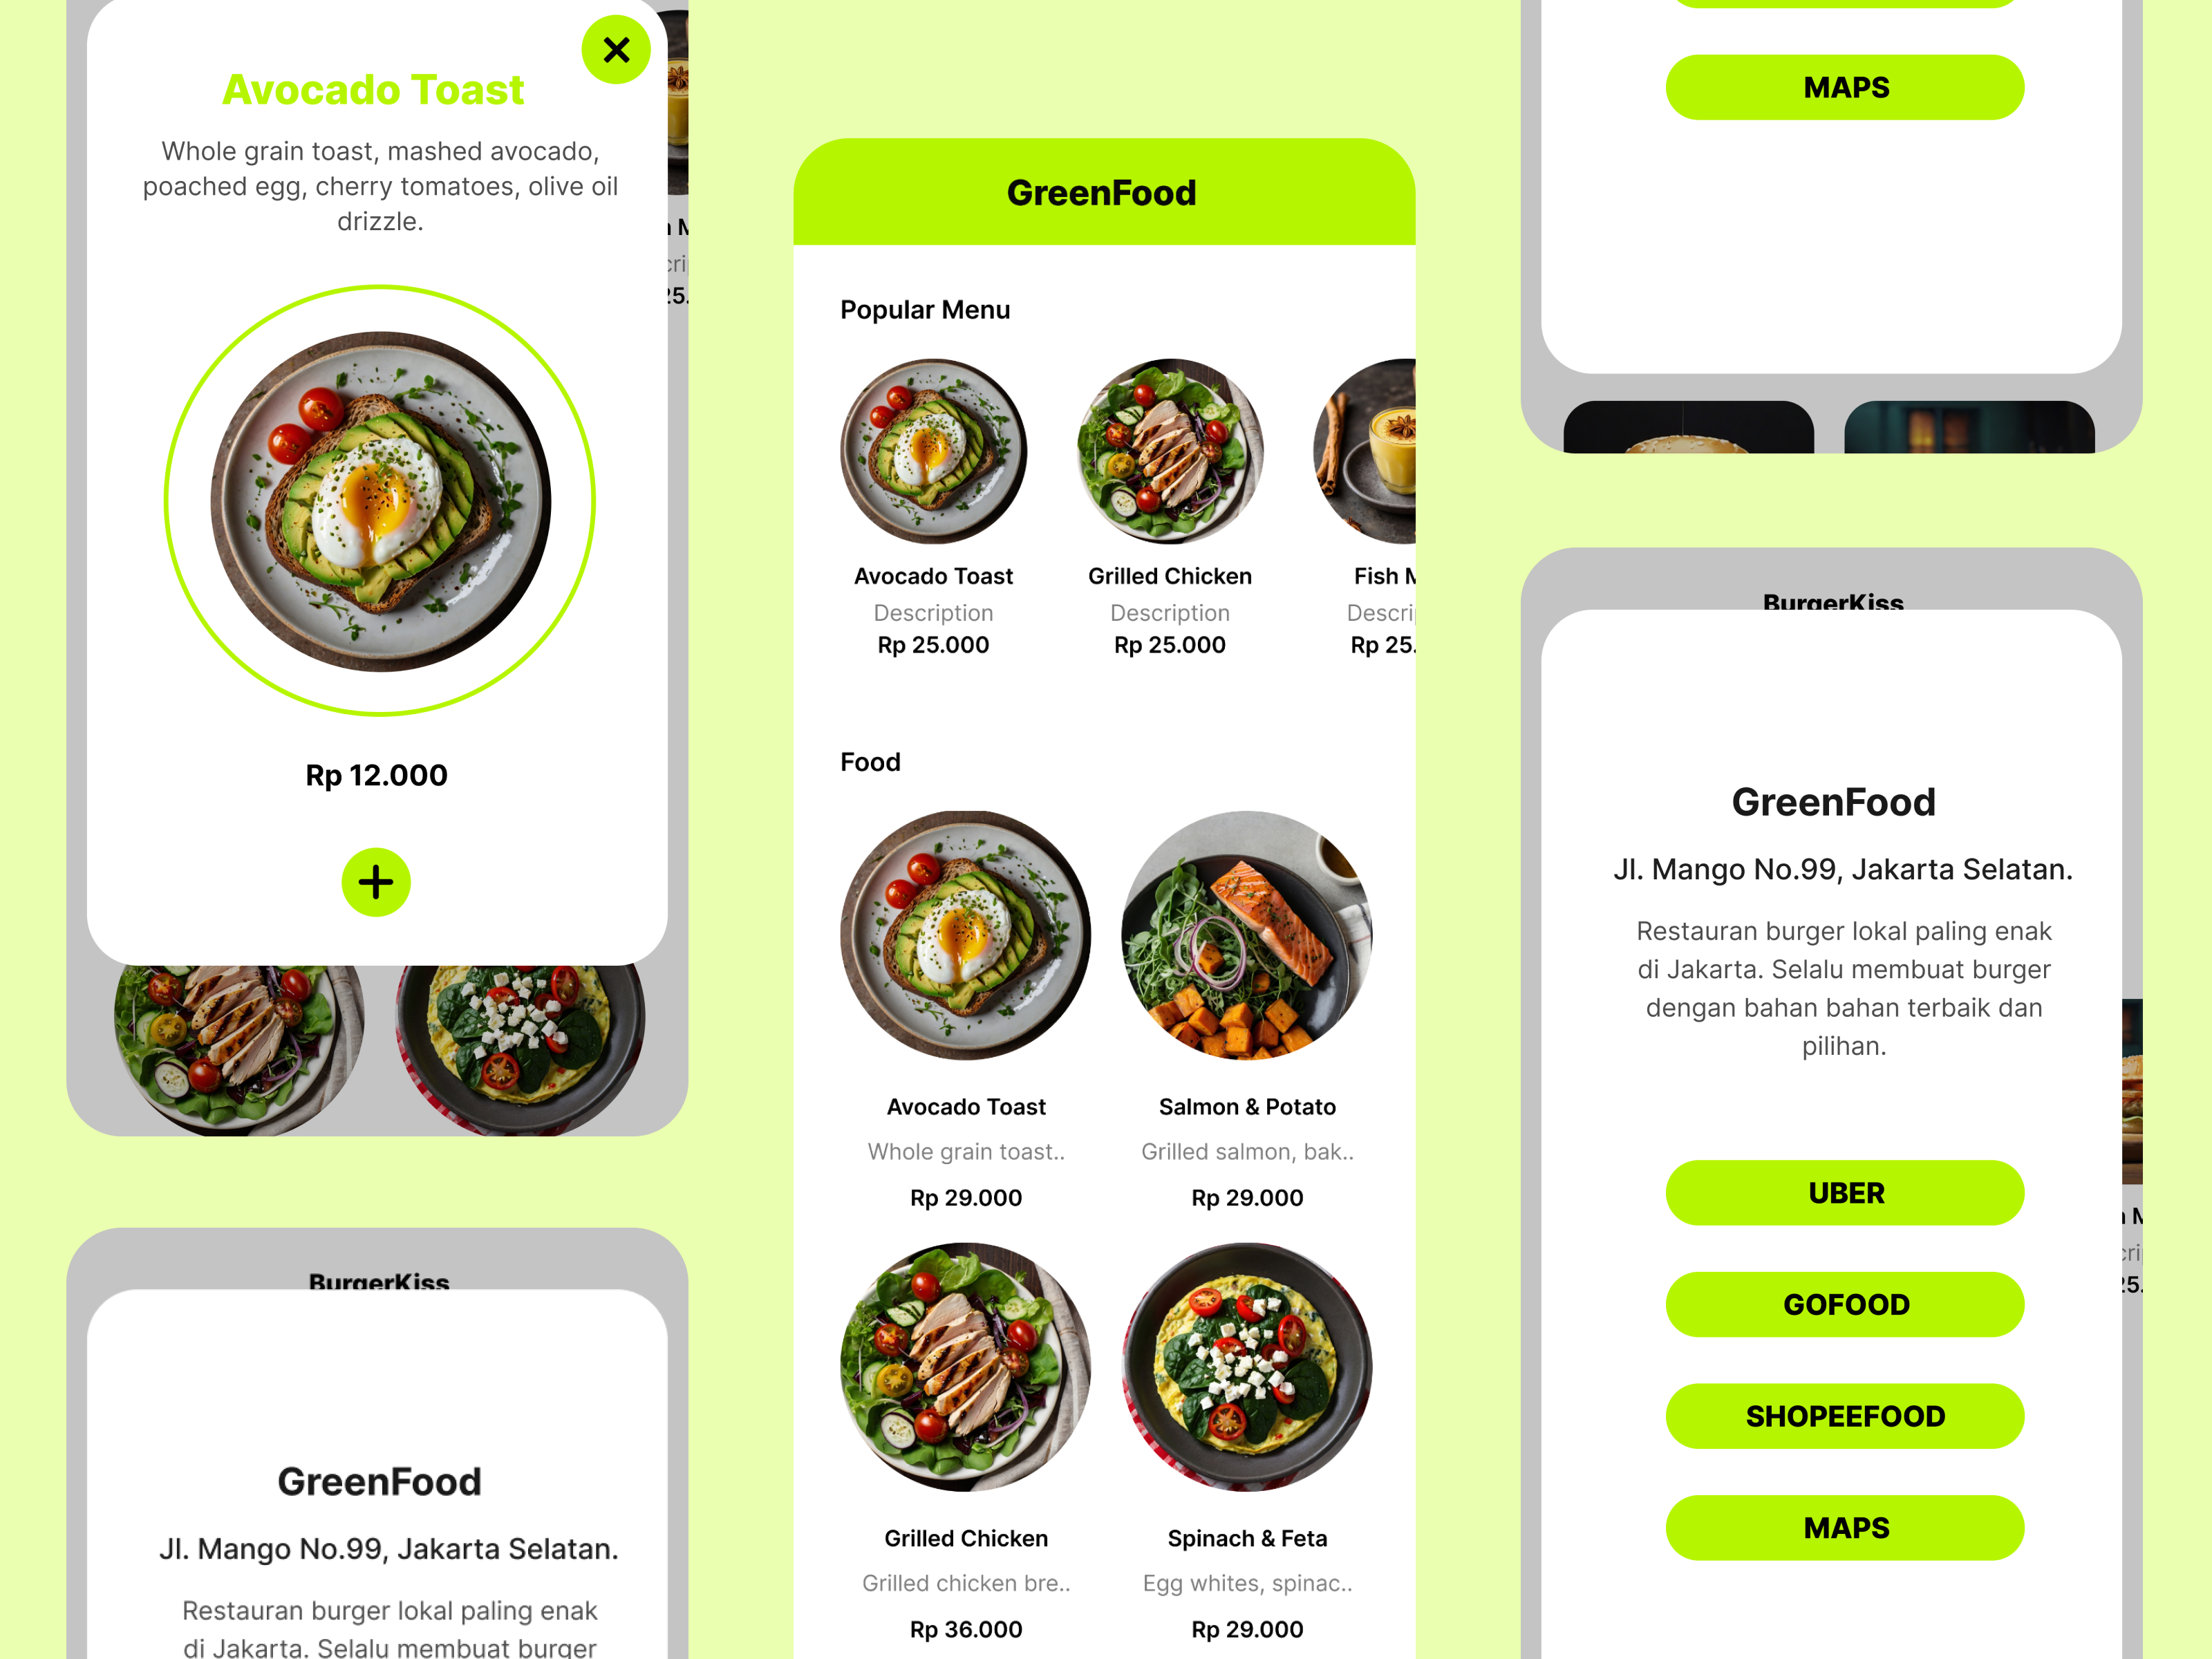 Avocado Toast
Whole grain toast, mashed avocado,
poached egg, cherry tomatoes, olive oil
drizzle.
Rp 12.000
BurgerKiss
GreenFood
Jl. Mango No.99, Jakarta Selatan.
Restauran burger lokal paling enak
di Jakarta. Selalu membuat burger
GreenFood
Popular Menu
Avocado Toast
Description
Rp 25.000
Grilled Chicken
Description
Rp 25.000
Fish M
Descri
Rp 25.
Food
Avocado Toast
Whole grain toast..
Rp 29.000
Salmon & Potato
Grilled salmon, bak..
Rp 29.000
Grilled Chicken
Grilled chicken bre..
Rp 36.000
Spinach & Feta
Egg whites, spinac..
Rp 29.000
MAPS
BurgerKiss
GreenFood
Jl. Mango No.99, Jakarta Selatan.
Restauran burger lokal paling enak
di Jakarta. Selalu membuat burger
dengan bahan bahan terbaik dan
pilihan.
UBER
GOFOOD
SHOPEEFOOD
MAPS